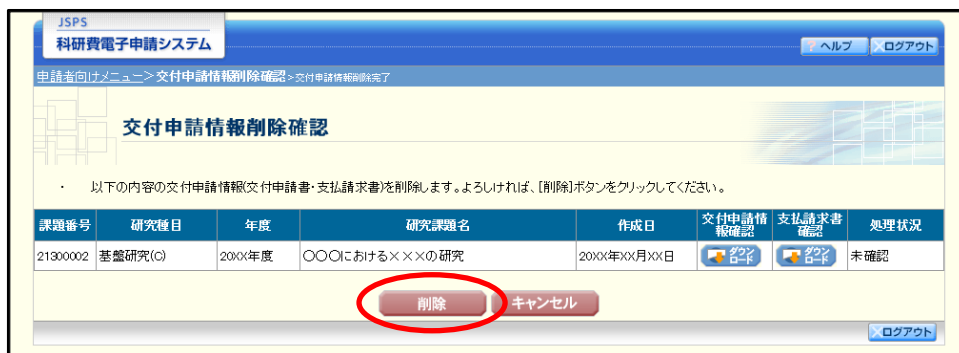 JSPS
科研費電子申請システム
ヘルプ ログアウト
申請者向けメニュー>交付申請情報削除確認>交付申請情報削除完了
交付申請情報削除確認
・ 以下の内容の交付申請情報(交付申請書・支払請求書)を削除します。よろしければ、[削除]ボタンをクリックしてください。
課題番号 研究種目 年度 研究課題名 作成日 交付申請情報確認 支払請求書確認 処理状況
21300002 基盤研究(C) 20XX年度 〇〇〇における×××の研究 20XX年XX月XX日 ダウンロード ダウンロード 未確認
削除 キャンセル
ログアウト